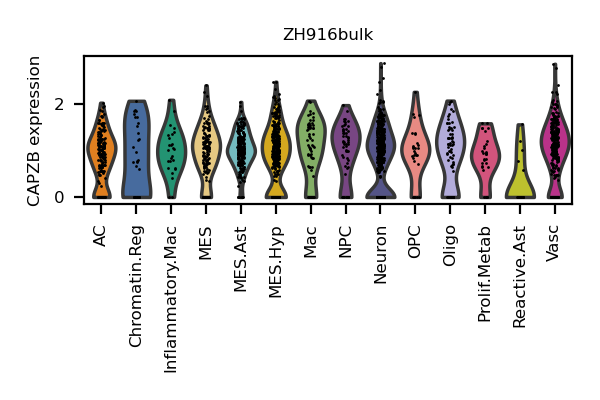 ZH916bulk
CAPZB expression
2
0
AC
Chromatin.Reg
Inflammatory.Mac
MES
MES.Ast
MES.Hyp
Mac
NPC
Neuron
OPC
Oligo
Prolif.Metab
Reactive.Ast
Vasc